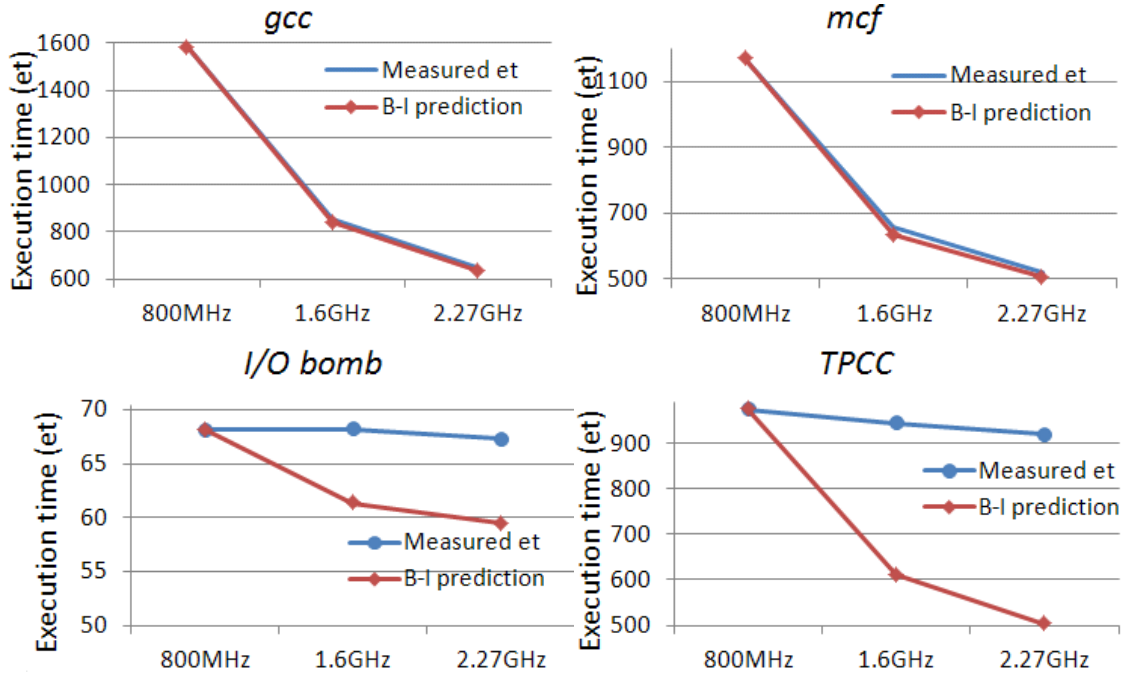 gcc
Execution time (et)
1600
1400
1200
1000
800
600
Measured et
B-I prediction
800MHz 1.6GHz 2.27GHz
mcf
Execution time (et)
1100
900
700
500
Measured et
B-I prediction
800MHz 1.6GHz 2.27GHz
I/O bomb
Execution time (et)
70
65
60
55
50
Measured et
B-I prediction
800MHz 1.6GHz 2.27GHz
TPCC
Execution time (et)
900
800
700
600
500
Measured et
B-I prediction
800MHz 1.6GHz 2.27GHz